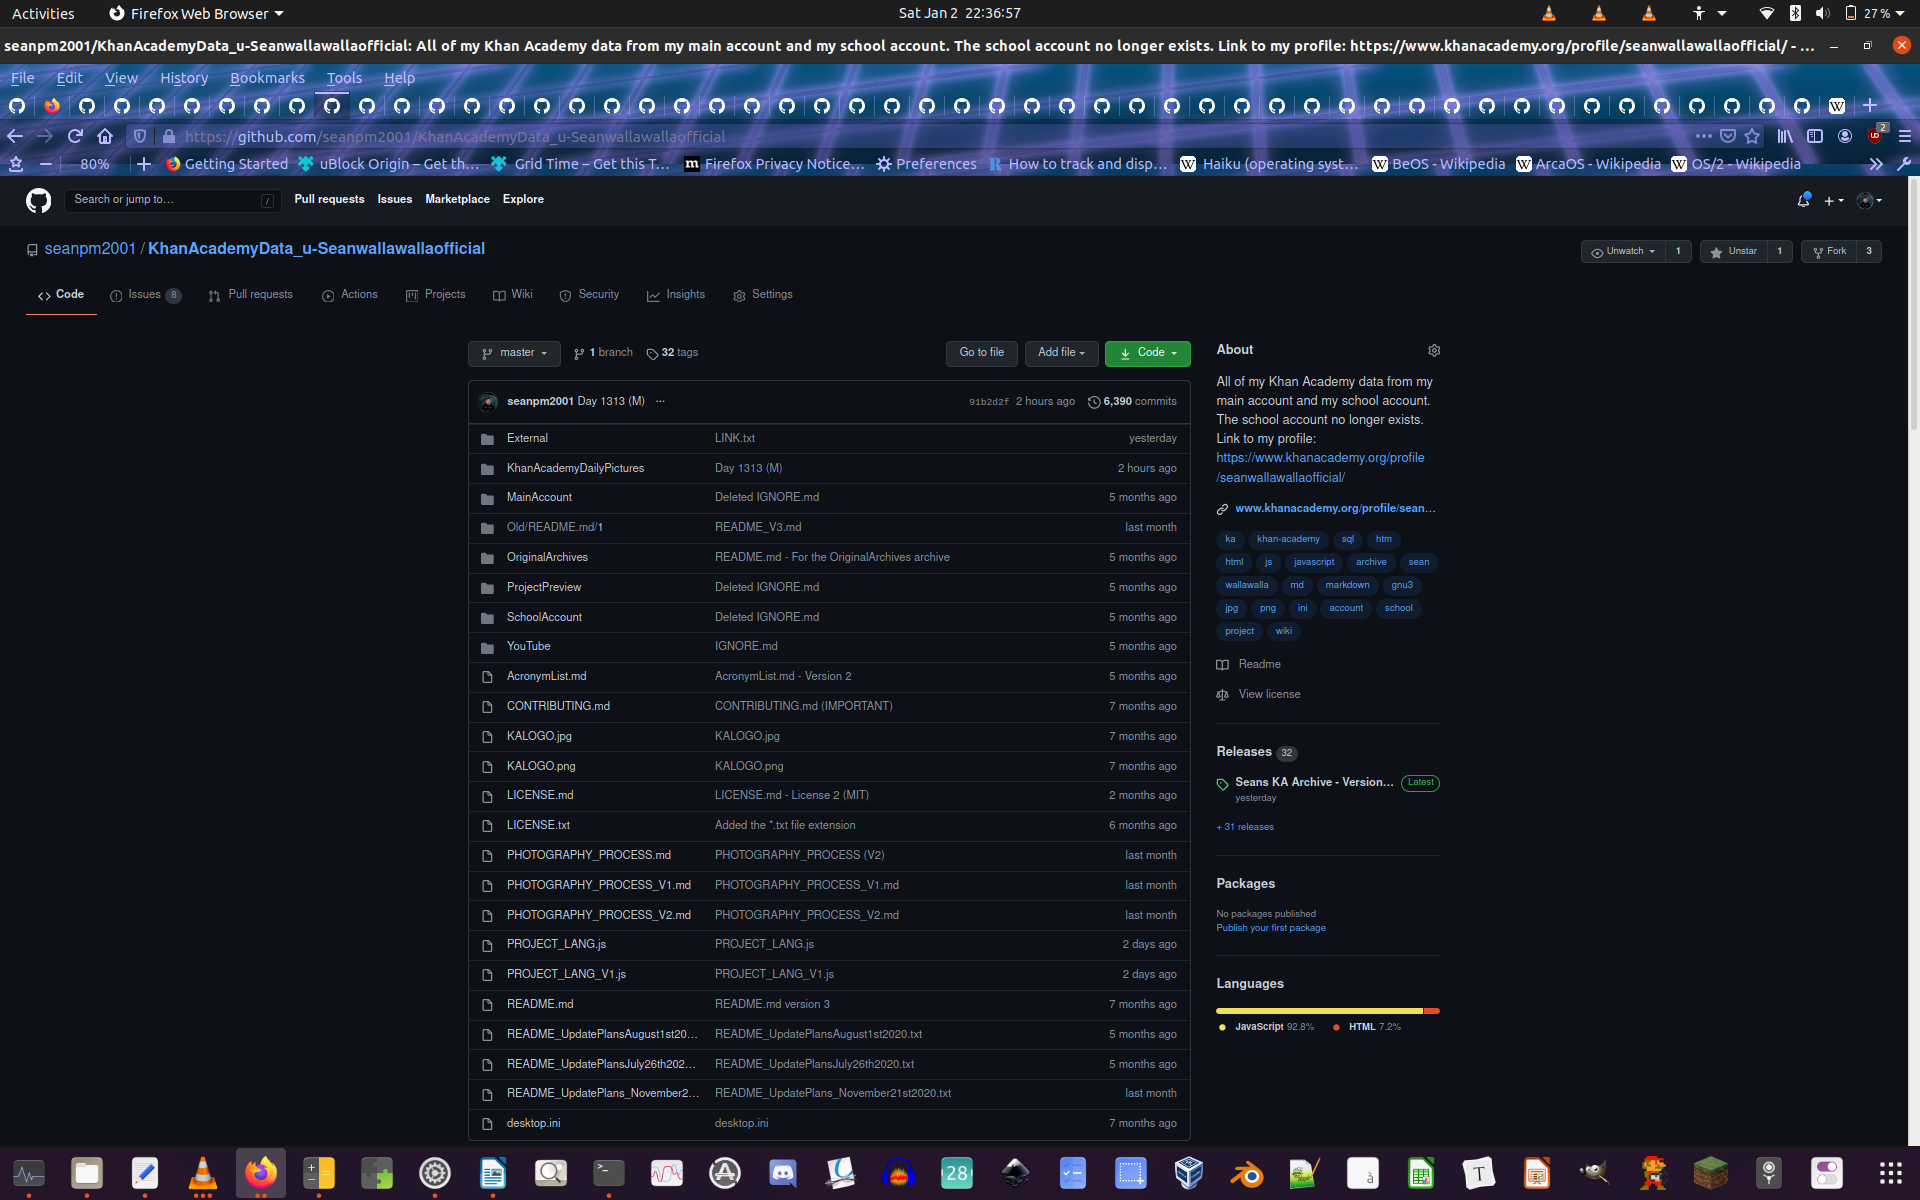 Activities Firefox Web Browser Sat Jan 2 22:36:57 27 %
seanpm2001/KhanAcademyData_u-Seanwallawallaofficial: All of my Khan Academy data from my main account and my school account. The school account no longer exists. Link to my profile: https://www.khanacademy.org/profile/seanwallawallaofficial/ - …
File Edit View History Bookmarks Tools Help
https://github.com/seanpm2001/KhanAcademyData_u-Seanwallawallaofficial 2
80% Getting Started uBlock Origin – Get th… Grid Time – Get this T… Firefox Privacy Notice… Preferences How to track and disp… Haiku (operating syst… BeOS - Wikipedia ArcaOS - Wikipedia OS/2 - Wikipedia
Search or jump to… / Pull requests Issues Marketplace Explore
seanpm2001 / KhanAcademyData_u-Seanwallawallaofficial Unwatch 1 Unstar 1 Fork 3
Code Issues 8 Pull requests Actions Projects Wiki Security Insights Settings
master 1 branch 32 tags Go to file Add file Code
seanpm2001 Day 1313 (M) ... 91b2d2f 2 hours ago 6,390 commits
External LINK.txt yesterday
KhanAcademyDailyPictures Day 1313 (M) 2 hours ago
MainAccount Deleted IGNORE.md 5 months ago
Old/README.md/1 README_V3.md last month
OriginalArchives README.md - For the OriginalArchives archive 5 months ago
ProjectPreview Deleted IGNORE.md 5 months ago
SchoolAccount Deleted IGNORE.md 5 months ago
YouTube IGNORE.md 5 months ago
AcronymList.md AcronymList.md - Version 2 5 months ago
CONTRIBUTING.md CONTRIBUTING.md (IMPORTANT) 7 months ago
KALOGO.jpg KALOGO.jpg 7 months ago
KALOGO.png KALOGO.png 7 months ago
LICENSE.md LICENSE.md - License 2 (MIT) 2 months ago
LICENSE.txt Added the *.txt file extension 6 months ago
PHOTOGRAPHY_PROCESS.md PHOTOGRAPHY_PROCESS (V2) last month
PHOTOGRAPHY_PROCESS_V1.md PHOTOGRAPHY_PROCESS_V1.md last month
PHOTOGRAPHY_PROCESS_V2.md PHOTOGRAPHY_PROCESS_V2.md last month
PROJECT_LANG.js PROJECT_LANG.js 2 days ago
PROJECT_LANG_V1.js PROJECT_LANG_V1.js 2 days ago
README.md README.md version 3 7 months ago
README_UpdatePlansAugust1st20… README_UpdatePlansAugust1st2020.txt 5 months ago
README_UpdatePlansJuly26th202… README_UpdatePlansJuly26th2020.txt 5 months ago
README_UpdatePlans_November2… README_UpdatePlans_November21st2020.txt last month
desktop.ini desktop.ini 7 months ago
About
All of my Khan Academy data from my
main account and my school account.
The school account no longer exists.
Link to my profile:
https://www.khanacademy.org/profile
/seanwallawallaofficial/
www.khanacademy.org/profile/sean…
ka khan-academy sql htm
html js javascript archive sean
wallawalla md markdown gnu3
jpg png ini account school
project wiki
Readme
View license
Releases 32
Seans KA Archive - Version… Latest
yesterday
+ 31 releases
Packages
No packages published
Publish your first package
Languages
JavaScript 92.8% HTML 7.2%
28